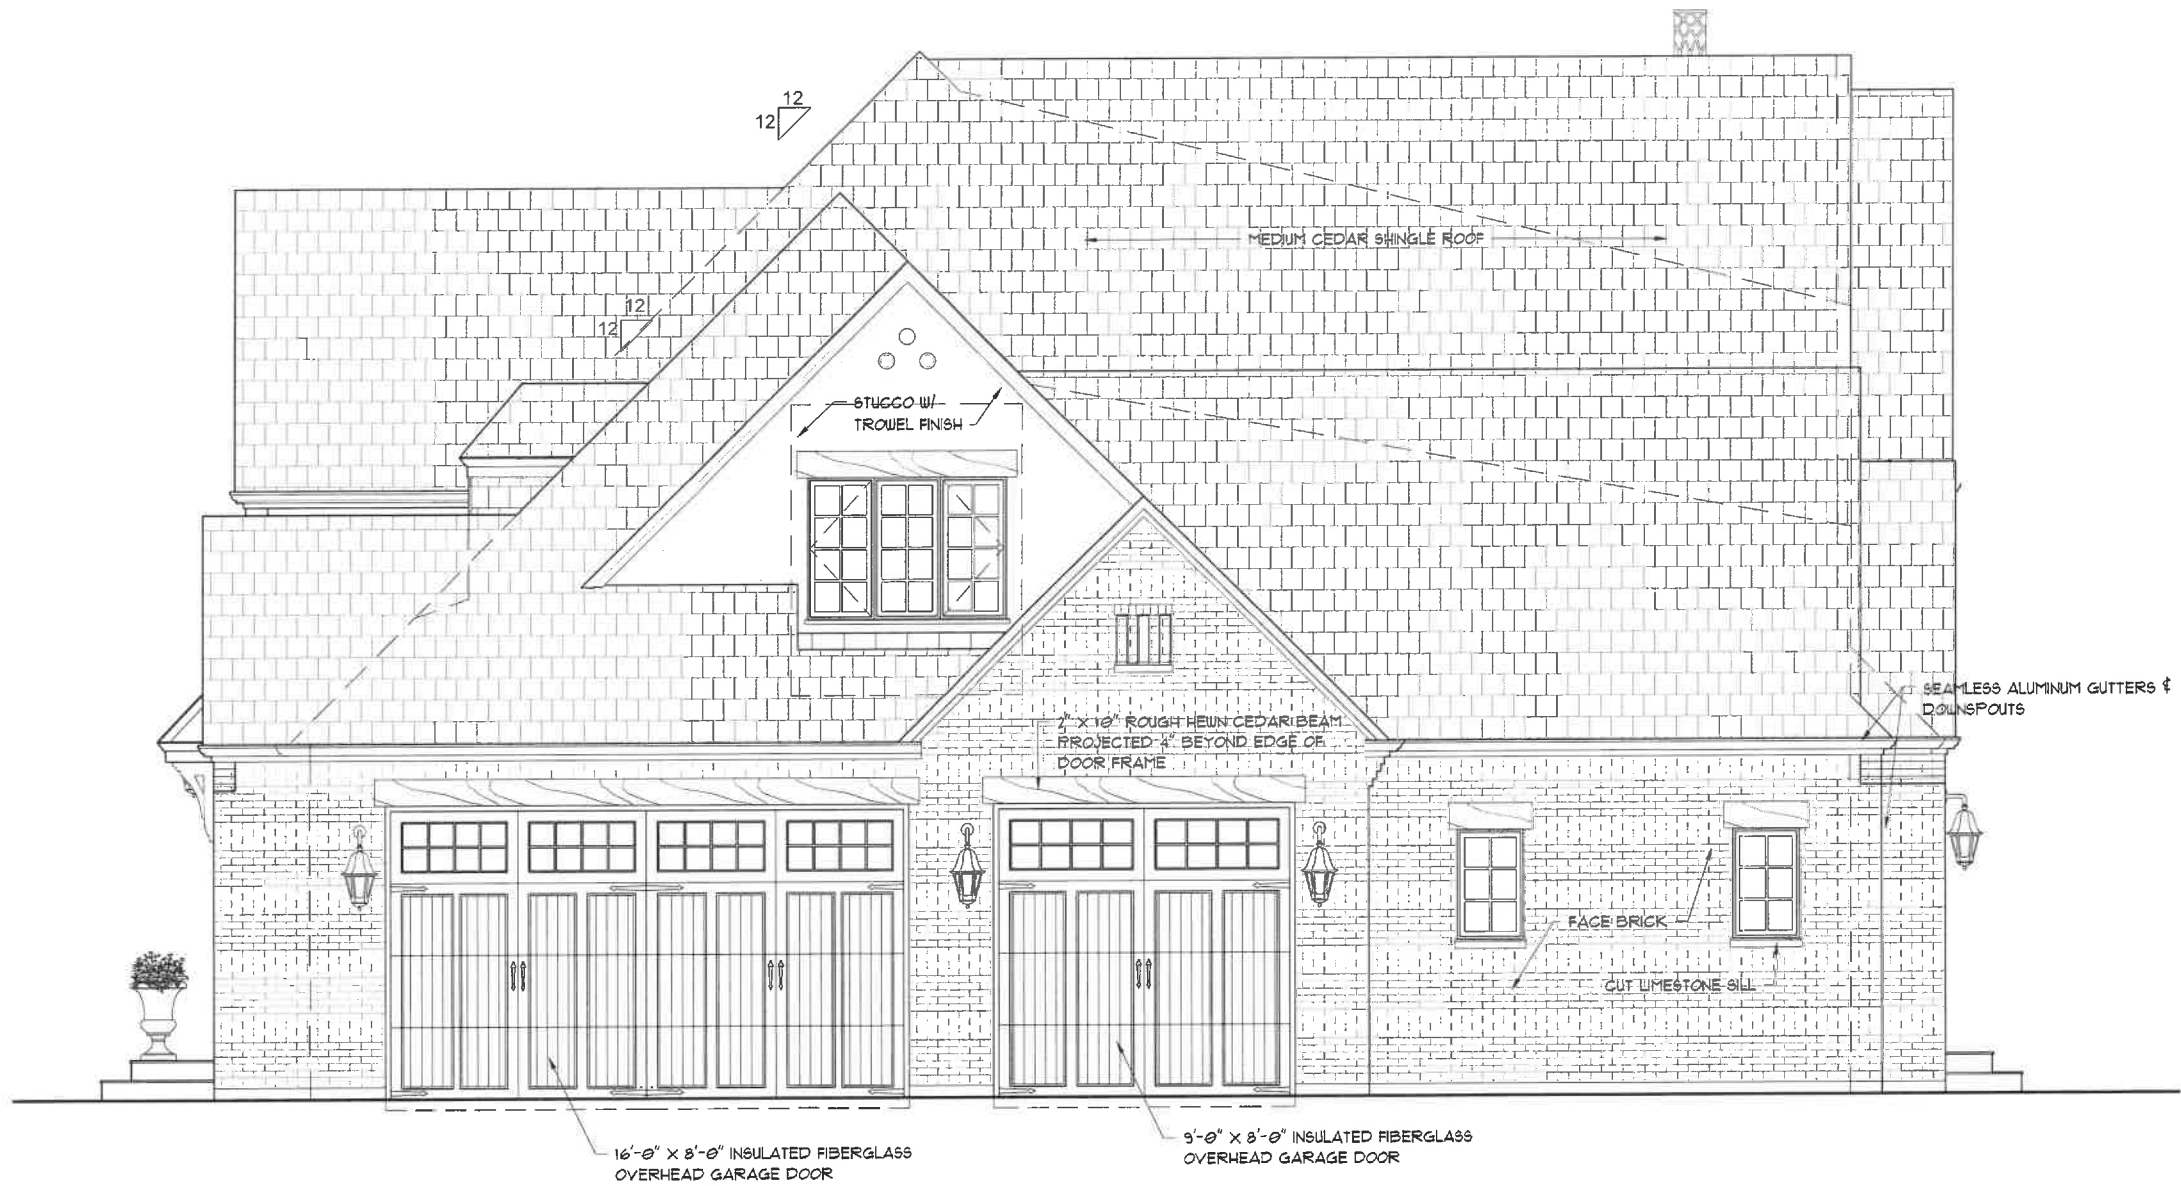 12
12
MEDIUM CEDAR SHINGLE ROOF
12
12
STUCCO W/
TROWEL FINISH
SEAMLESS ALUMINUM GUTTERS &
DOWNSPOUTS
2" X 10" ROUGH HEWN CEDAR BEAM
PROJECTED 4" BEYOND EDGE OF
DOOR FRAME
FACE BRICK
CUT LIMESTONE SILL
16'-0" X 8'-0" INSULATED FIBERGLASS
OVERHEAD GARAGE DOOR
9'-0" X 8'-0" INSULATED FIBERGLASS
OVERHEAD GARAGE DOOR